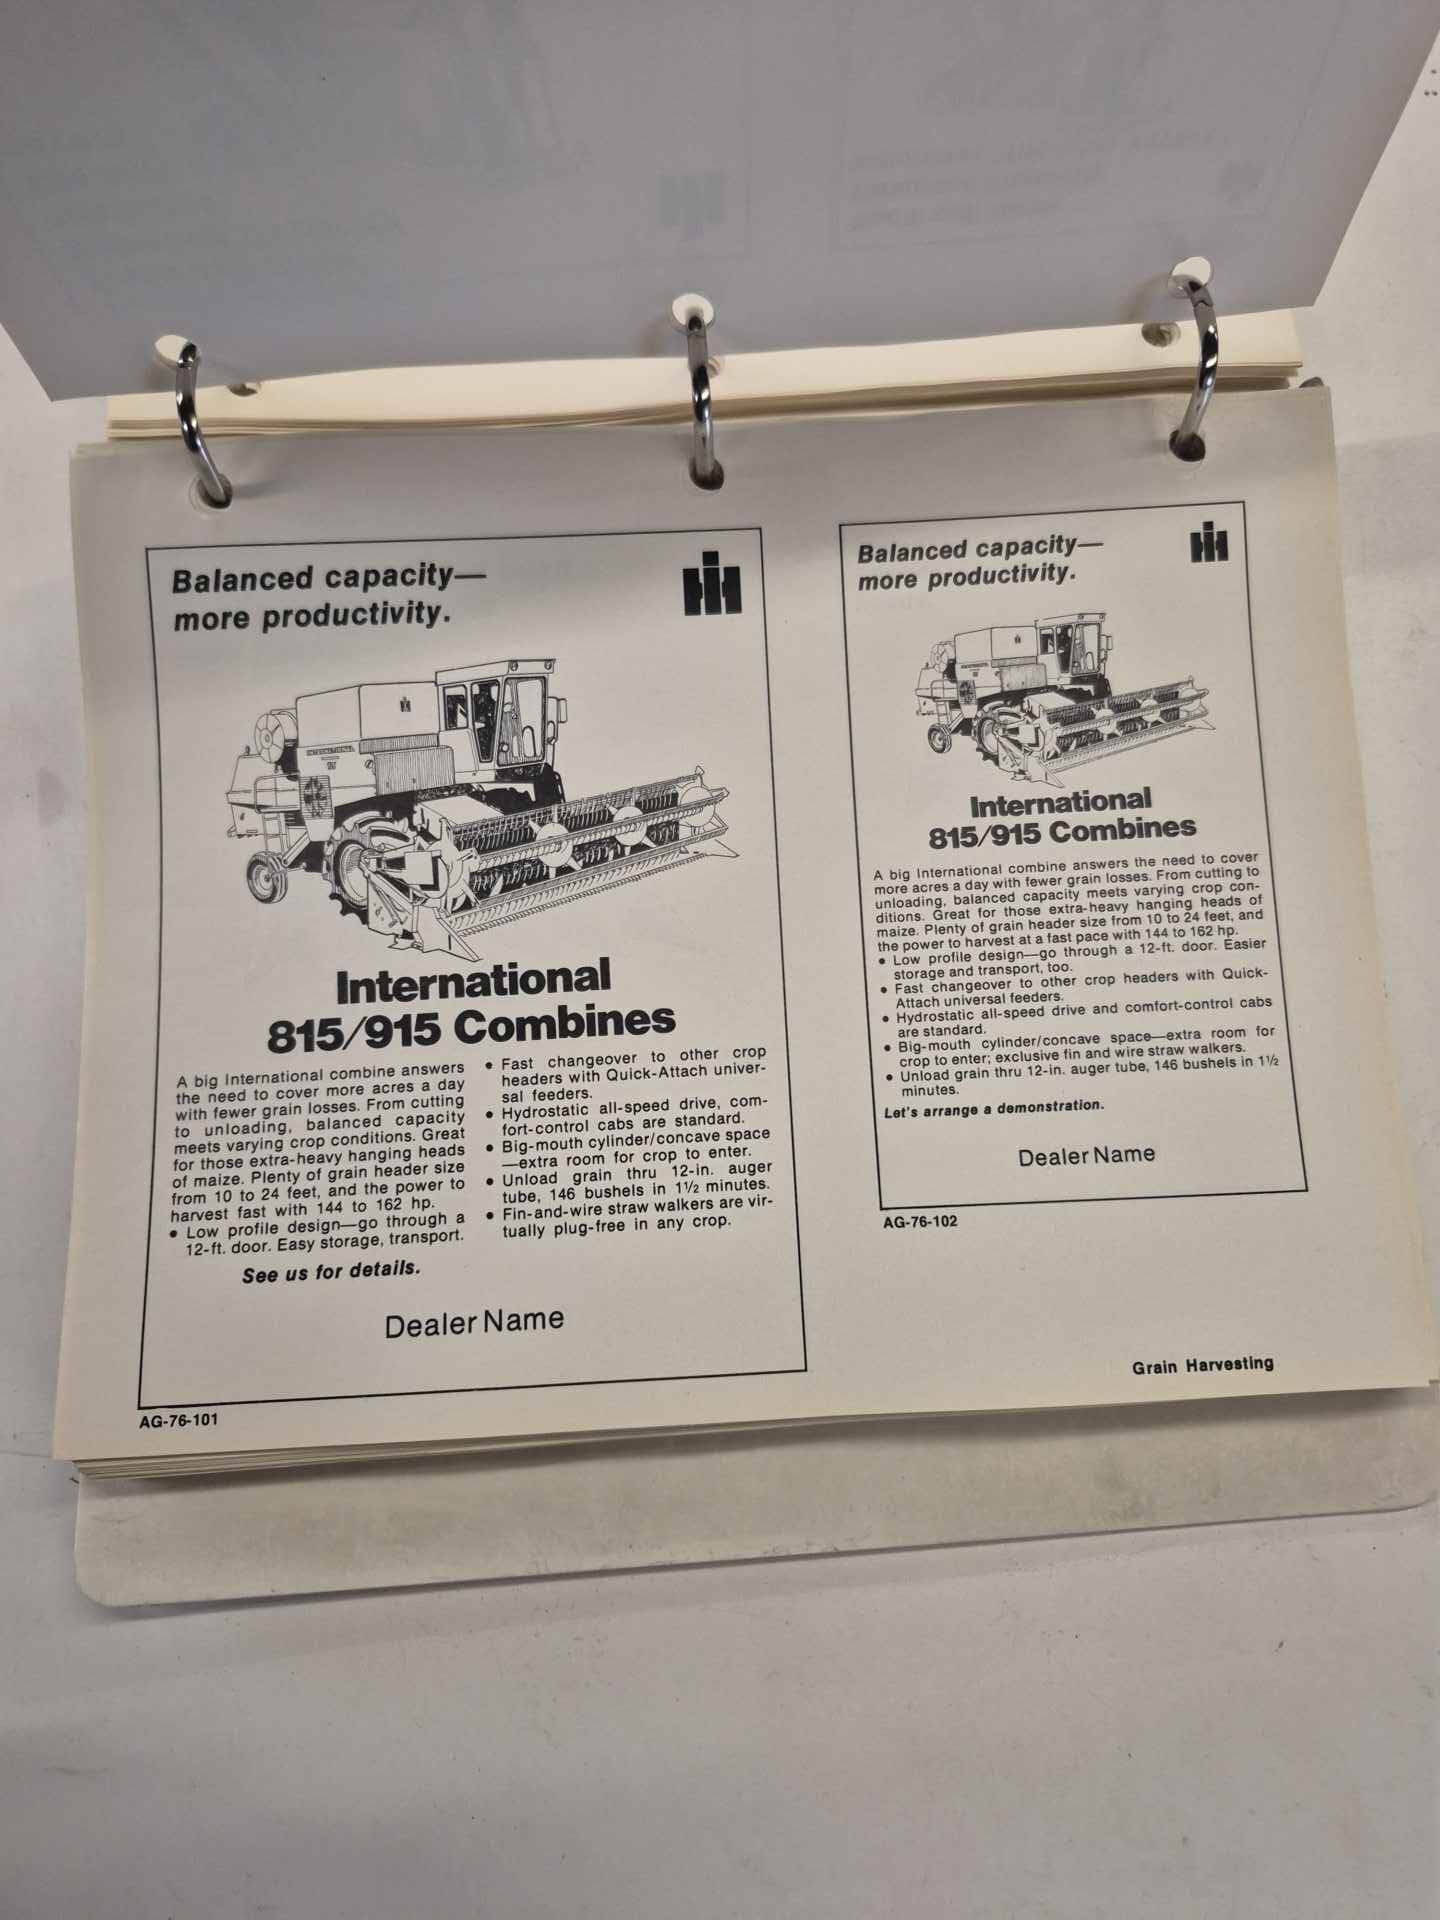 Balanced capacity—
more productivity.
IH
INTERNATIONAL
International
815/915 Combines
A big International combine answers
the need to cover more acres a day
with fewer grain losses. From cutting
to unloading, balanced capacity
meets varying crop conditions. Great
for those extra-heavy hanging heads
of maize. Plenty of grain header size
from 10 to 24 feet, and the power to
harvest fast with 144 to 162 hp.
• Low profile design—go through a
12-ft. door. Easy storage, transport.
• Fast changeover to other crop
headers with Quick-Attach univer-
sal feeders.
• Hydrostatic all-speed drive, com-
fort-control cabs are standard.
• Big-mouth cylinder/concave space
—extra room for crop to enter.
• Unload grain thru 12-in. auger
tube, 146 bushels in 1½ minutes.
• Fin-and-wire straw walkers are vir-
tually plug-free in any crop.
See us for details.
Dealer Name
AG-76-101
Balanced capacity—
more productivity.
IH
International
815/915 Combines
A big International combine answers the need to cover
more acres a day with fewer grain losses. From cutting to
unloading, balanced capacity meets varying crop con-
ditions. Great for those extra-heavy hanging heads of
maize. Plenty of grain header size from 10 to 24 feet, and
the power to harvest at a fast pace with 144 to 162 hp.
• Low profile design—go through a 12-ft. door. Easier
storage and transport, too.
• Fast changeover to other crop headers with Quick-
Attach universal feeders.
• Hydrostatic all-speed drive and comfort-control cabs
are standard.
• Big-mouth cylinder/concave space—extra room for
crop to enter; exclusive fin and wire straw walkers.
• Unload grain thru 12-in. auger tube, 146 bushels in 1½
minutes.
Let's arrange a demonstration.
Dealer Name
AG-76-102
Grain Harvesting